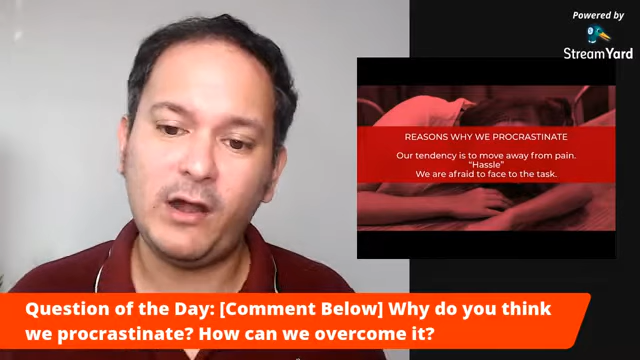 Powered by
StreamYard
REASONS WHY WE PROCRASTINATE
Our tendency is to move away from pain.
“Hassle”
We are afraid to face to the task.
Question of the Day: [Comment Below] Why do you think
we procrastinate? How can we overcome it?